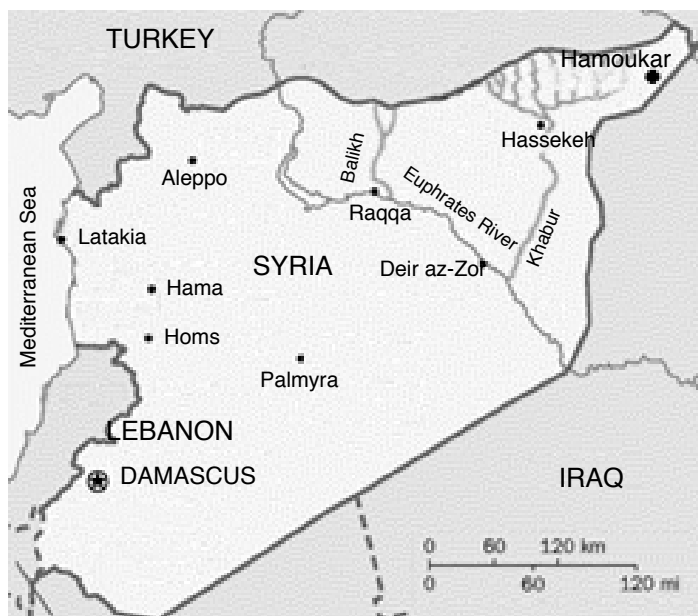 TURKEY
Hamoukar
Hassekeh
Aleppo
Balikh
Raqqa
Euphrates River
Khabur
Mediterranean Sea
Latakia
SYRIA
Deir az-Zor
Hama
Homs
Palmyra
LEBANON
DAMASCUS
IRAQ
0 60 120 km
0 60 120 mi